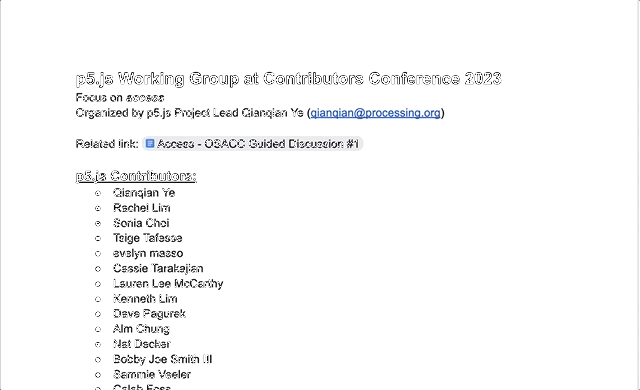 p5.js Working Group at Contributors Conference 2023
Focus on access
Organized by p5.js Project Lead Qianqian Ye (qianqian@processing.org)
Related link: Access - OSACC Guided Discussion #1
p5.js Contributors:
Qianqian Ye
Rachel Lim
Sonia Choi
Tsige Tafesse
evelyn masso
Cassie Tarakajian
Lauren Lee McCarthy
Kenneth Lim
Dave Pagurek
Alm Chung
Nat Decker
Bobby Joe Smith III
Sammie Veeler
Caleb Foss